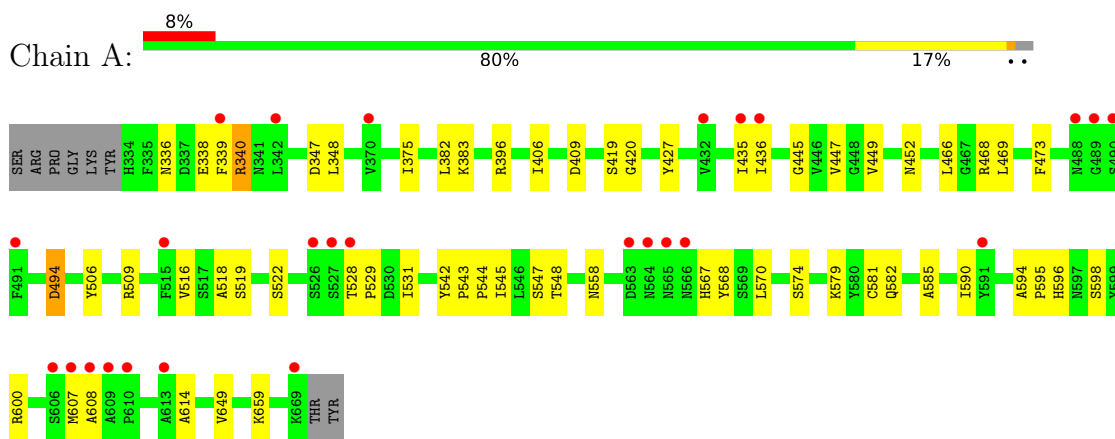 8%
Chain A:
80% 17% ••
SER ARG PRO GLY LYS TYR H334 F335 N336 D337 E338 F339 R340 N341 L342 D347 L348 V370 I375 L382 K383 R396 I406 D409 S419 G420 Y427 V432 I435 I436 G445 V446 V447 G448 V449 N452 L466 G467 R468 L469 F473 N488 G489 S490
F491 D494 Y506 R509 F515 V516 S517 A518 S519 S522 S526 S527 T528 P529 D530 I531 Y542 P543 P544 I545 L546 S547 T548 N558 D563 N564 N565 N566 H567 Y568 S569 L570 S574 K579 Y580 C581 Q582 A585 I590 Y591 A594 P595 H596 N597 S598 Y599
R600 S606 M607 A608 A609 P610 A613 A614 V649 K659 K669 THR TYR